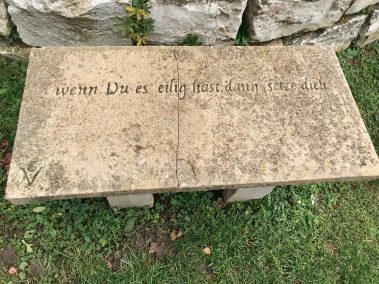 wenn Du es eilig hast, dann setze dich